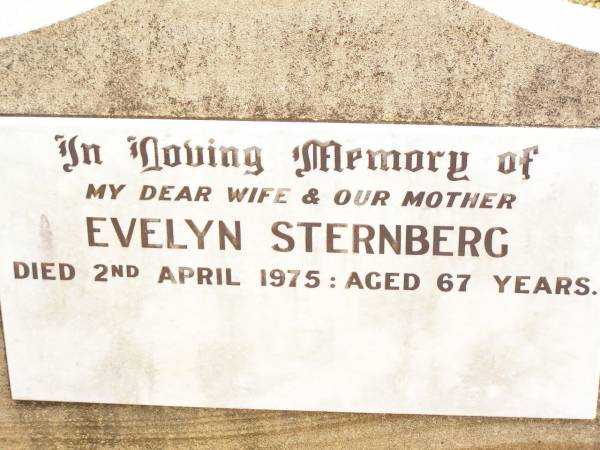 In Loving Memory of
MY DEAR WIFE & OUR MOTHER
EVELYN STERNBERG
DIED 2ND APRIL 1975: AGED 67 YEARS.